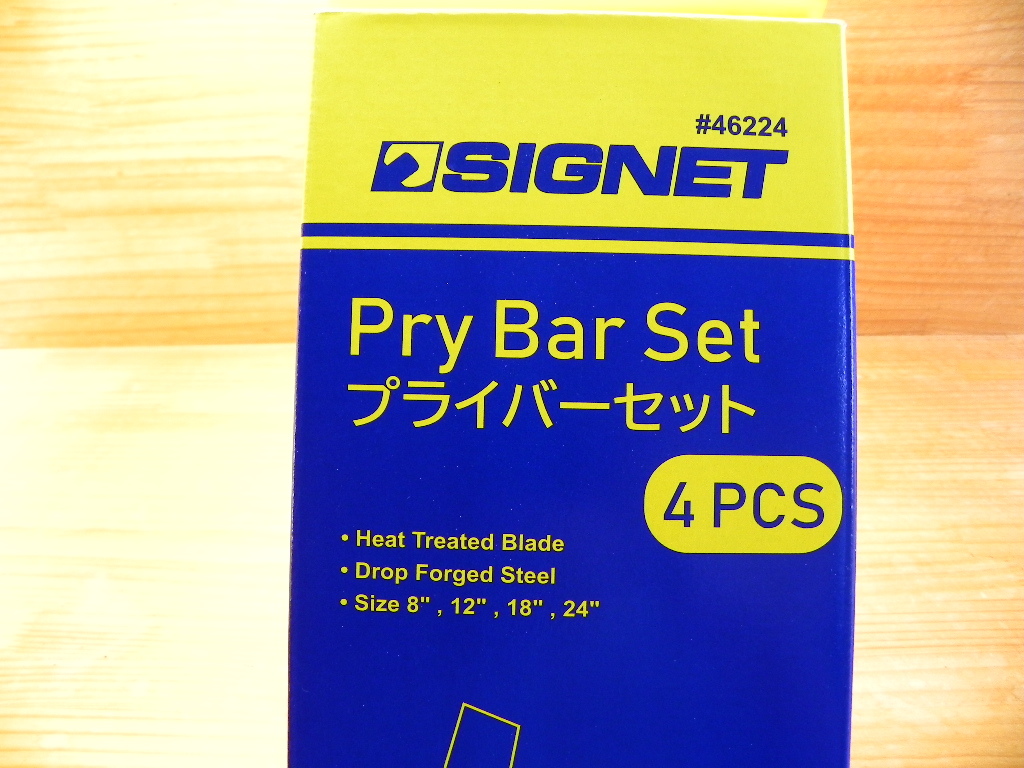 #46224
SIGNET
Pry Bar Set
プライバーセット
4 PCS
• Heat Treated Blade
• Drop Forged Steel
• Size 8" , 12" , 18" , 24"